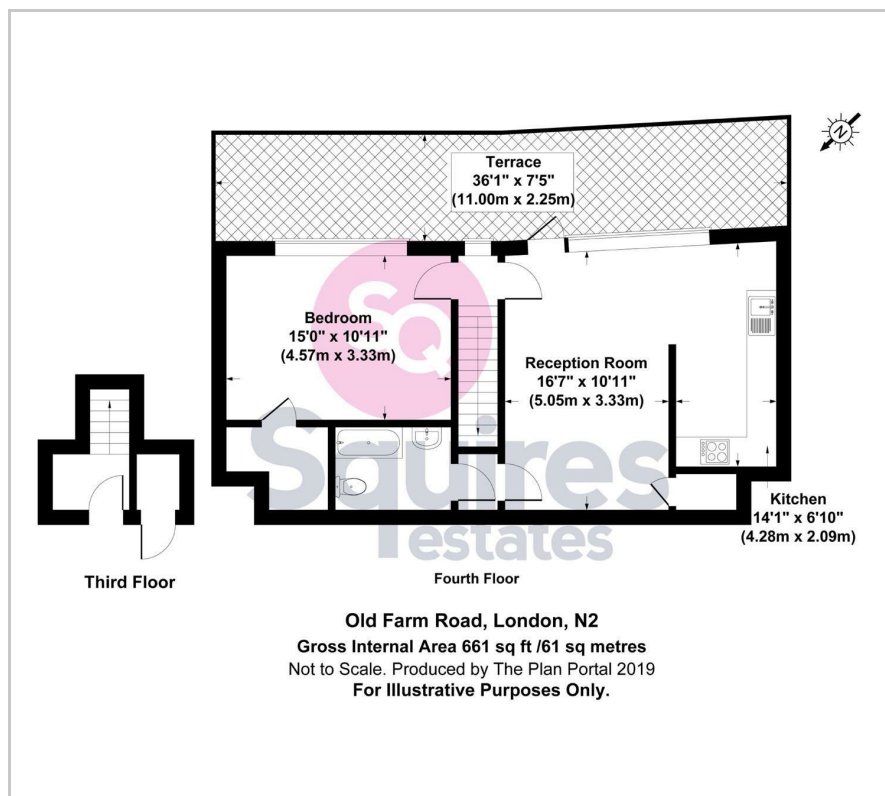 Terrace
36'1" x 7'5"
(11.00m x 2.25m)
N
SQ
Bedroom
15'0" x 10'11"
(4.57m x 3.33m)
Reception Room
16'7" x 10'11"
(5.05m x 3.33m)
Squires
estates
Kitchen
14'1" x 6'10"
(4.28m x 2.09m)
Third Floor
Fourth Floor
Old Farm Road, London, N2
Gross Internal Area 661 sq ft /61 sq metres
Not to Scale. Produced by The Plan Portal 2019
For Illustrative Purposes Only.